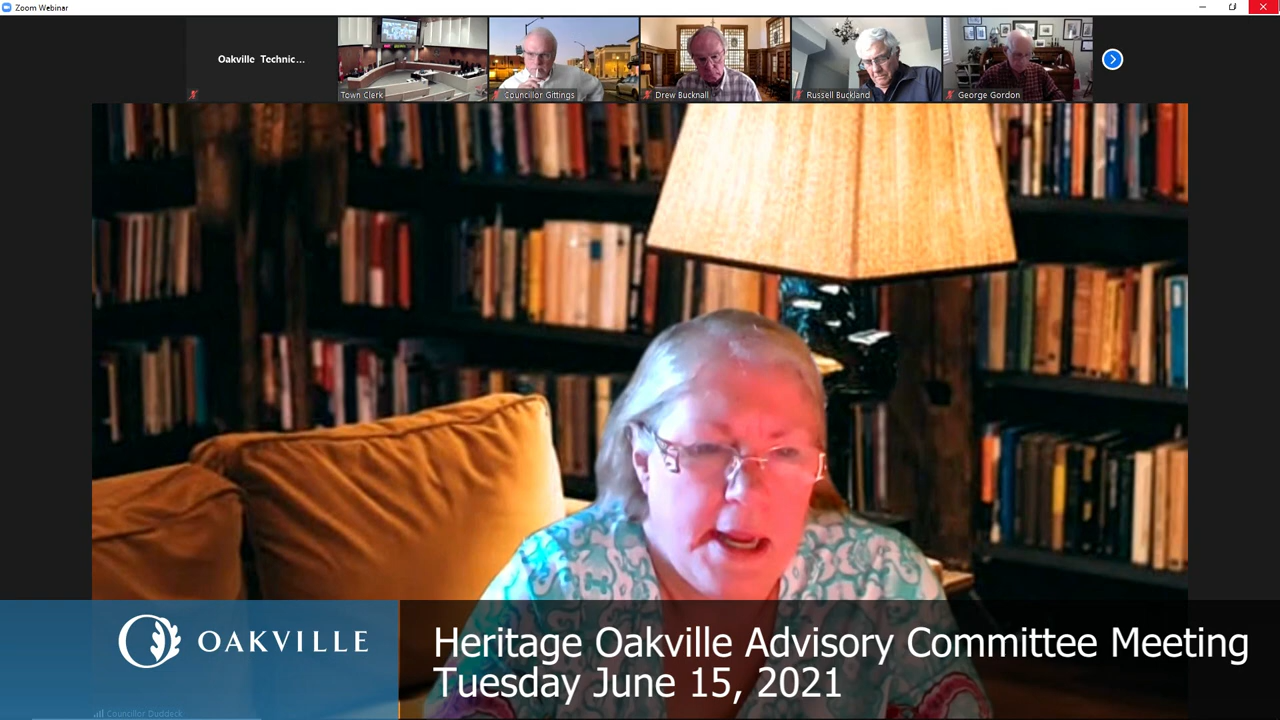 Zoom Webinar
Oakville Technic...
Town Clerk
Councillor Gittings
Drew Bucknall
Russell Buckland
George Gordon
OAKVILLE
Heritage Oakville Advisory Committee Meeting
Tuesday June 15, 2021
Councillor Duddeck